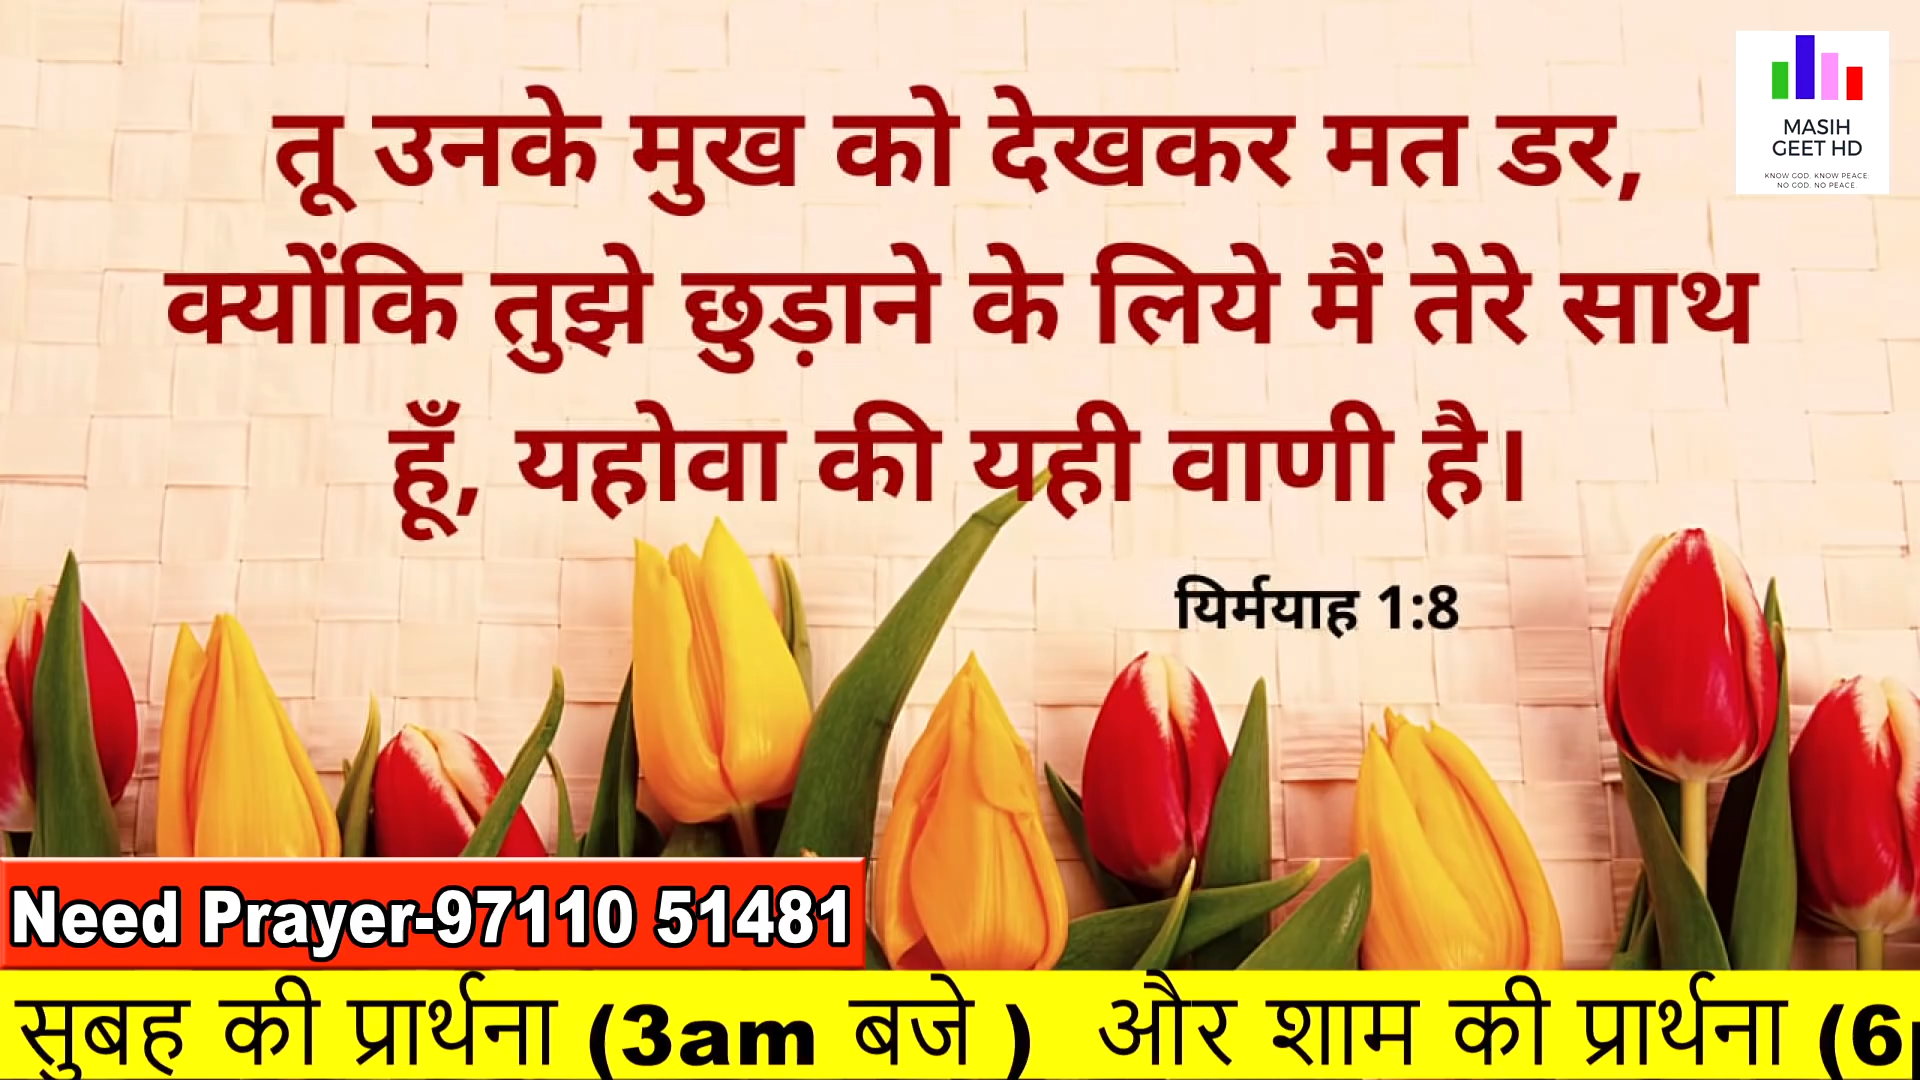 तू उनके मुख को देखकर मत डर,
क्योंकि तुझे छुड़ाने के लिये मैं तेरे साथ
हूँ, यहोवा की यही वाणी है।
यिर्मयाह 1:8
MASIH
GEET HD
KNOW GOD. KNOW PEACE.
NO GOD. NO PEACE.
Need Prayer-97110 51481
सुबह की प्रार्थना (3am बजे ) और शाम की प्रार्थना (6